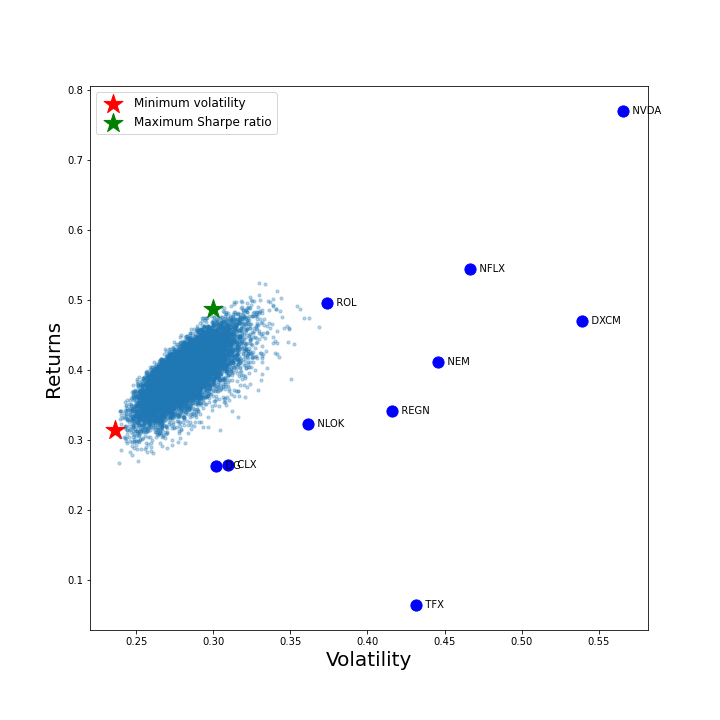 Minimum volatility
Maximum Sharpe ratio
0.8
NVDA
0.7
0.6
NFLX
0.5
ROL
DXCM
Returns
0.4
NEM
REGN
NLOK
0.3
CLX
0.2
0.1
TFX
0.25 0.30 0.35 0.40 0.45 0.50 0.55
Volatility